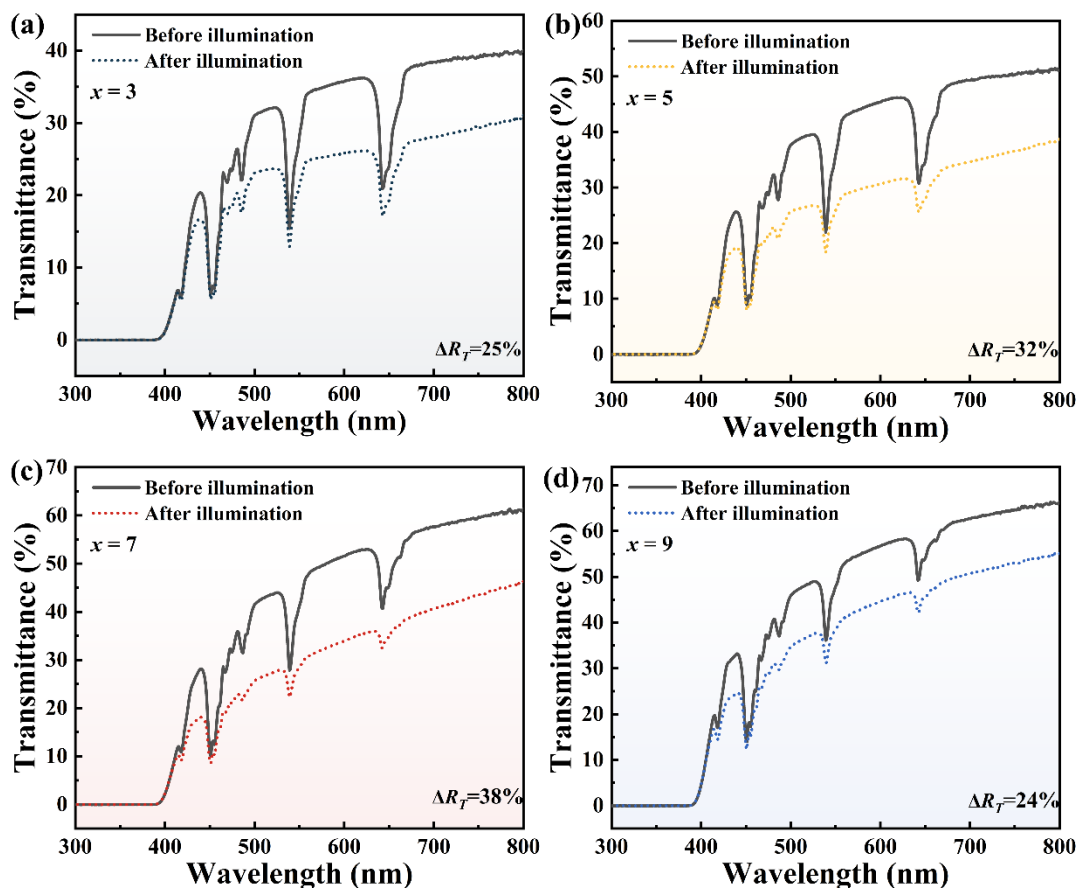 (a)
Before illumination
After illumination
x = 3
ΔR_T=25%
Transmittance (%)
40
30
20
10
0
300 400 500 600 700 800
Wavelength (nm)
(b)
Before illumination
After illumination
x = 5
ΔR_T=32%
Transmittance (%)
60
50
40
30
20
10
0
300 400 500 600 700 800
Wavelength (nm)
(c)
Before illumination
After illumination
x = 7
ΔR_T=38%
Transmittance (%)
70
60
50
40
30
20
10
0
300 400 500 600 700 800
Wavelength (nm)
(d)
Before illumination
After illumination
x = 9
ΔR_T=24%
Transmittance (%)
70
60
50
40
30
20
10
0
300 400 500 600 700 800
Wavelength (nm)